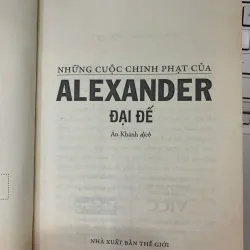 NHỮNG CUỘC CHINH PHẠT CỦA
ALEXANDER
ĐẠI ĐẾ
An Khánh dịch
NHÀ XUẤT BẢN THẾ GIỚI